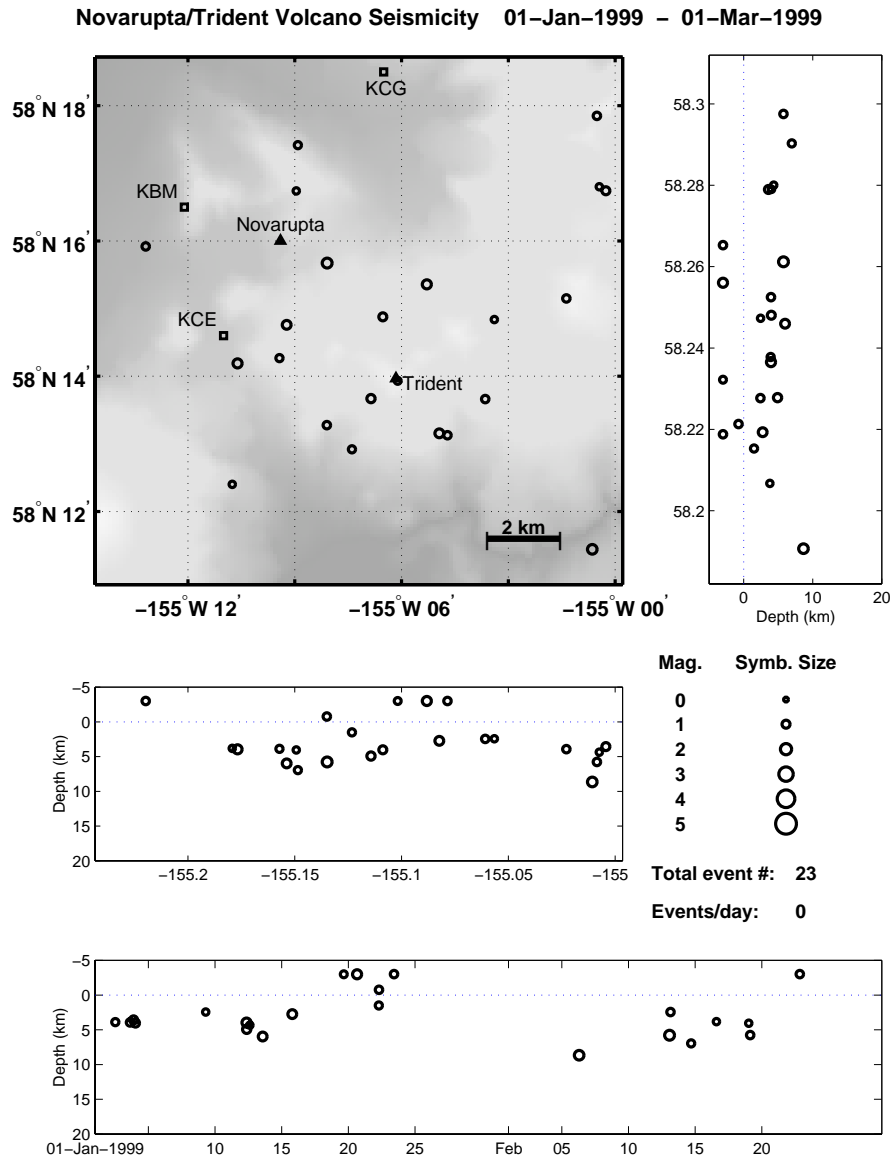 Novarupta/Trident Volcano Seismicity 01−Jan−1999 − 01−Mar−1999
KCG
58°N 18'
KBM
Novarupta
58°N 16'
KCE
58°N 14'
Trident
58°N 12'
2 km
−155°W 12' −155°W 06' −155°W 00'
58.3
58.28
58.26
58.24
58.22
58.2
0 10 20
Depth (km)
Mag. Symb. Size
0
1
2
3
4
5
Total event #: 23
Events/day: 0
−5
0
5
10
15
20
Depth (km)
−155.2 −155.15 −155.1 −155.05 −155
−5
0
5
10
15
20
Depth (km)
01−Jan−1999 10 15 20 25 Feb 05 10 15 20